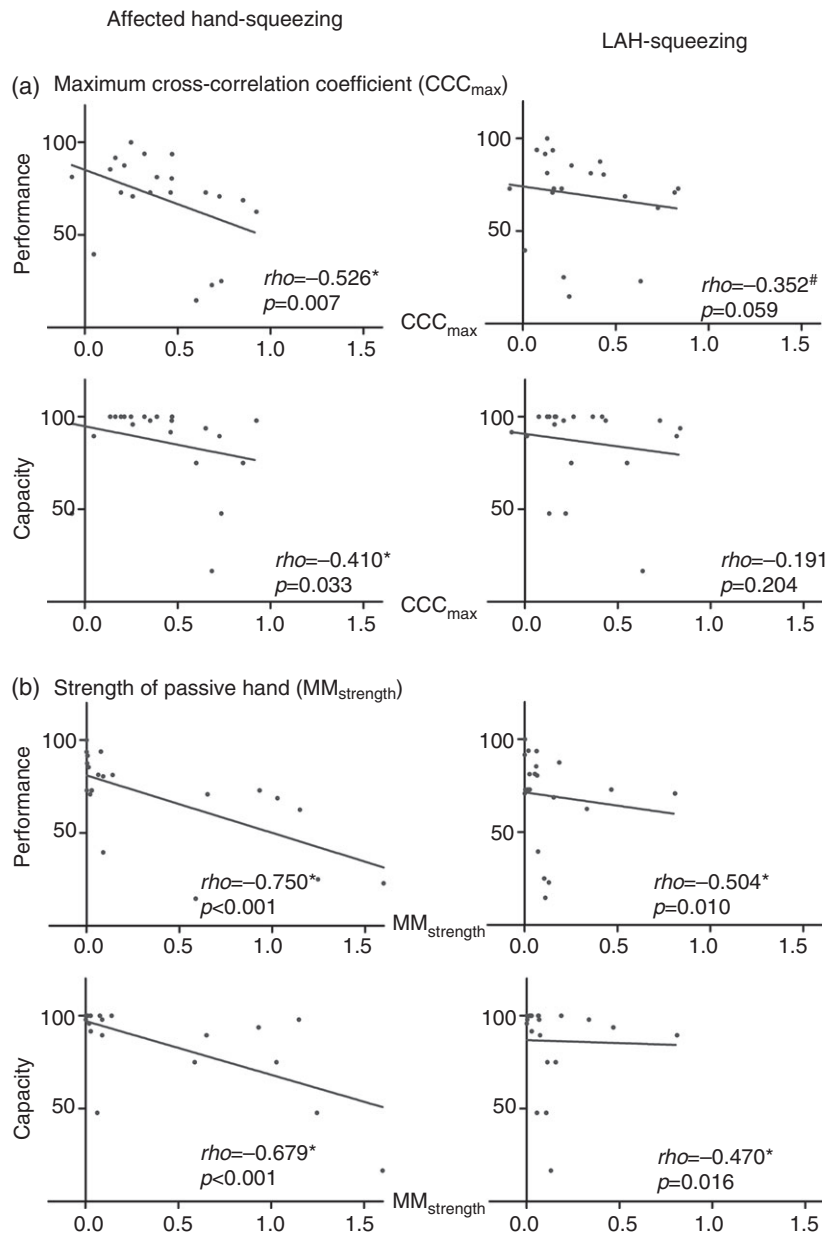 Affected hand-squeezing
LAH-squeezing
(a) Maximum cross-correlation coefficient (CCCmax)
Performance
100
50
rho=–0.526*
p=0.007
0.0 0.5 1.0 1.5
CCCmax
100
50
rho=–0.352#
p=0.059
0.0 0.5 1.0 1.5
Capacity
100
50
rho=–0.410*
p=0.033
0.0 0.5 1.0 1.5
CCCmax
100
50
rho=–0.191
p=0.204
0.0 0.5 1.0 1.5
(b) Strength of passive hand (MMstrength)
Performance
100
50
rho=–0.750*
p<0.001
0.0 0.5 1.0 1.5
MMstrength
100
50
rho=–0.504*
p=0.010
0.0 0.5 1.0 1.5
Capacity
100
50
rho=–0.679*
p<0.001
0.0 0.5 1.0 1.5
MMstrength
100
50
rho=–0.470*
p=0.016
0.0 0.5 1.0 1.5